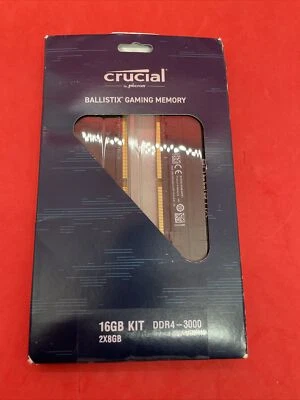 crucial
by Micron
BALLISTIX® GAMING MEMORY
16GB KIT DDR4-3000
2X8GB